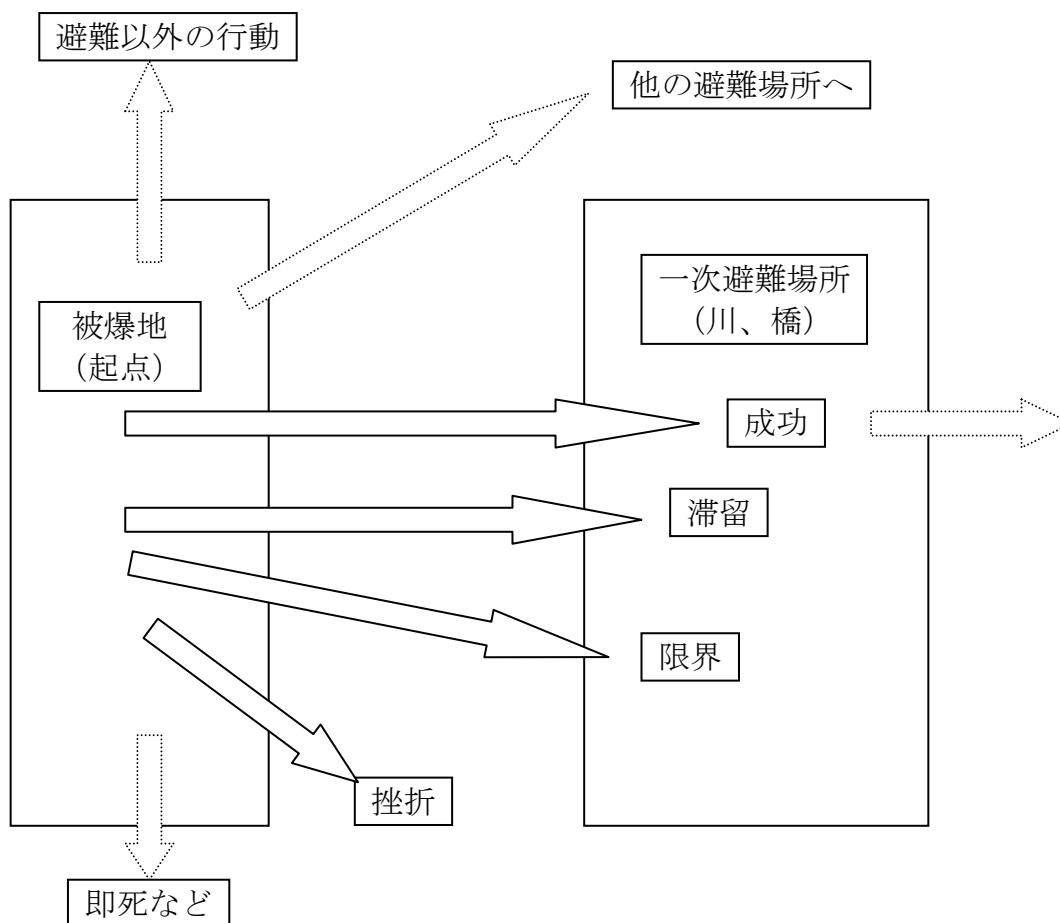 避難以外の行動
他の避難場所へ
被爆地
（起点）
一次避難場所
（川、橋）
成功
滞留
限界
挫折
即死など